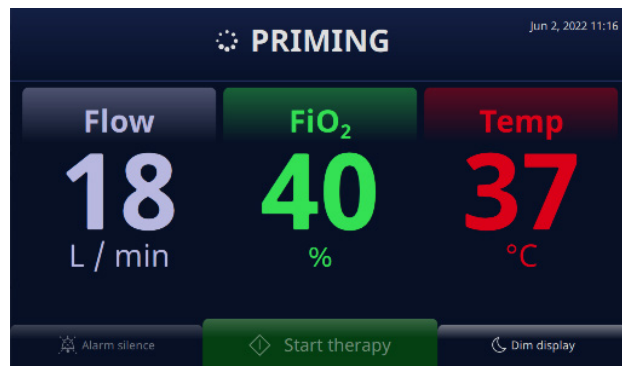 PRIMING
Jun 2, 2022 11:16
Flow
FiO₂
Temp
18
40
37
L / min
%
°C
Alarm silence
Start therapy
Dim display